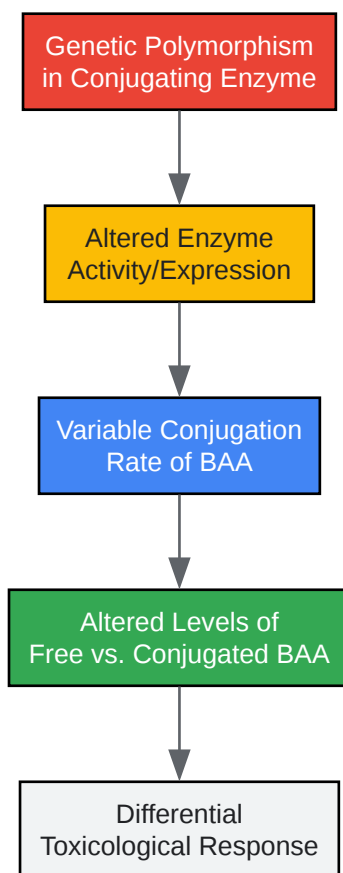 Genetic Polymorphism
in Conjugating Enzyme
Altered Enzyme
Activity/Expression
Variable Conjugation
Rate of BAA
Altered Levels of
Free vs. Conjugated BAA
Differential
Toxicological Response